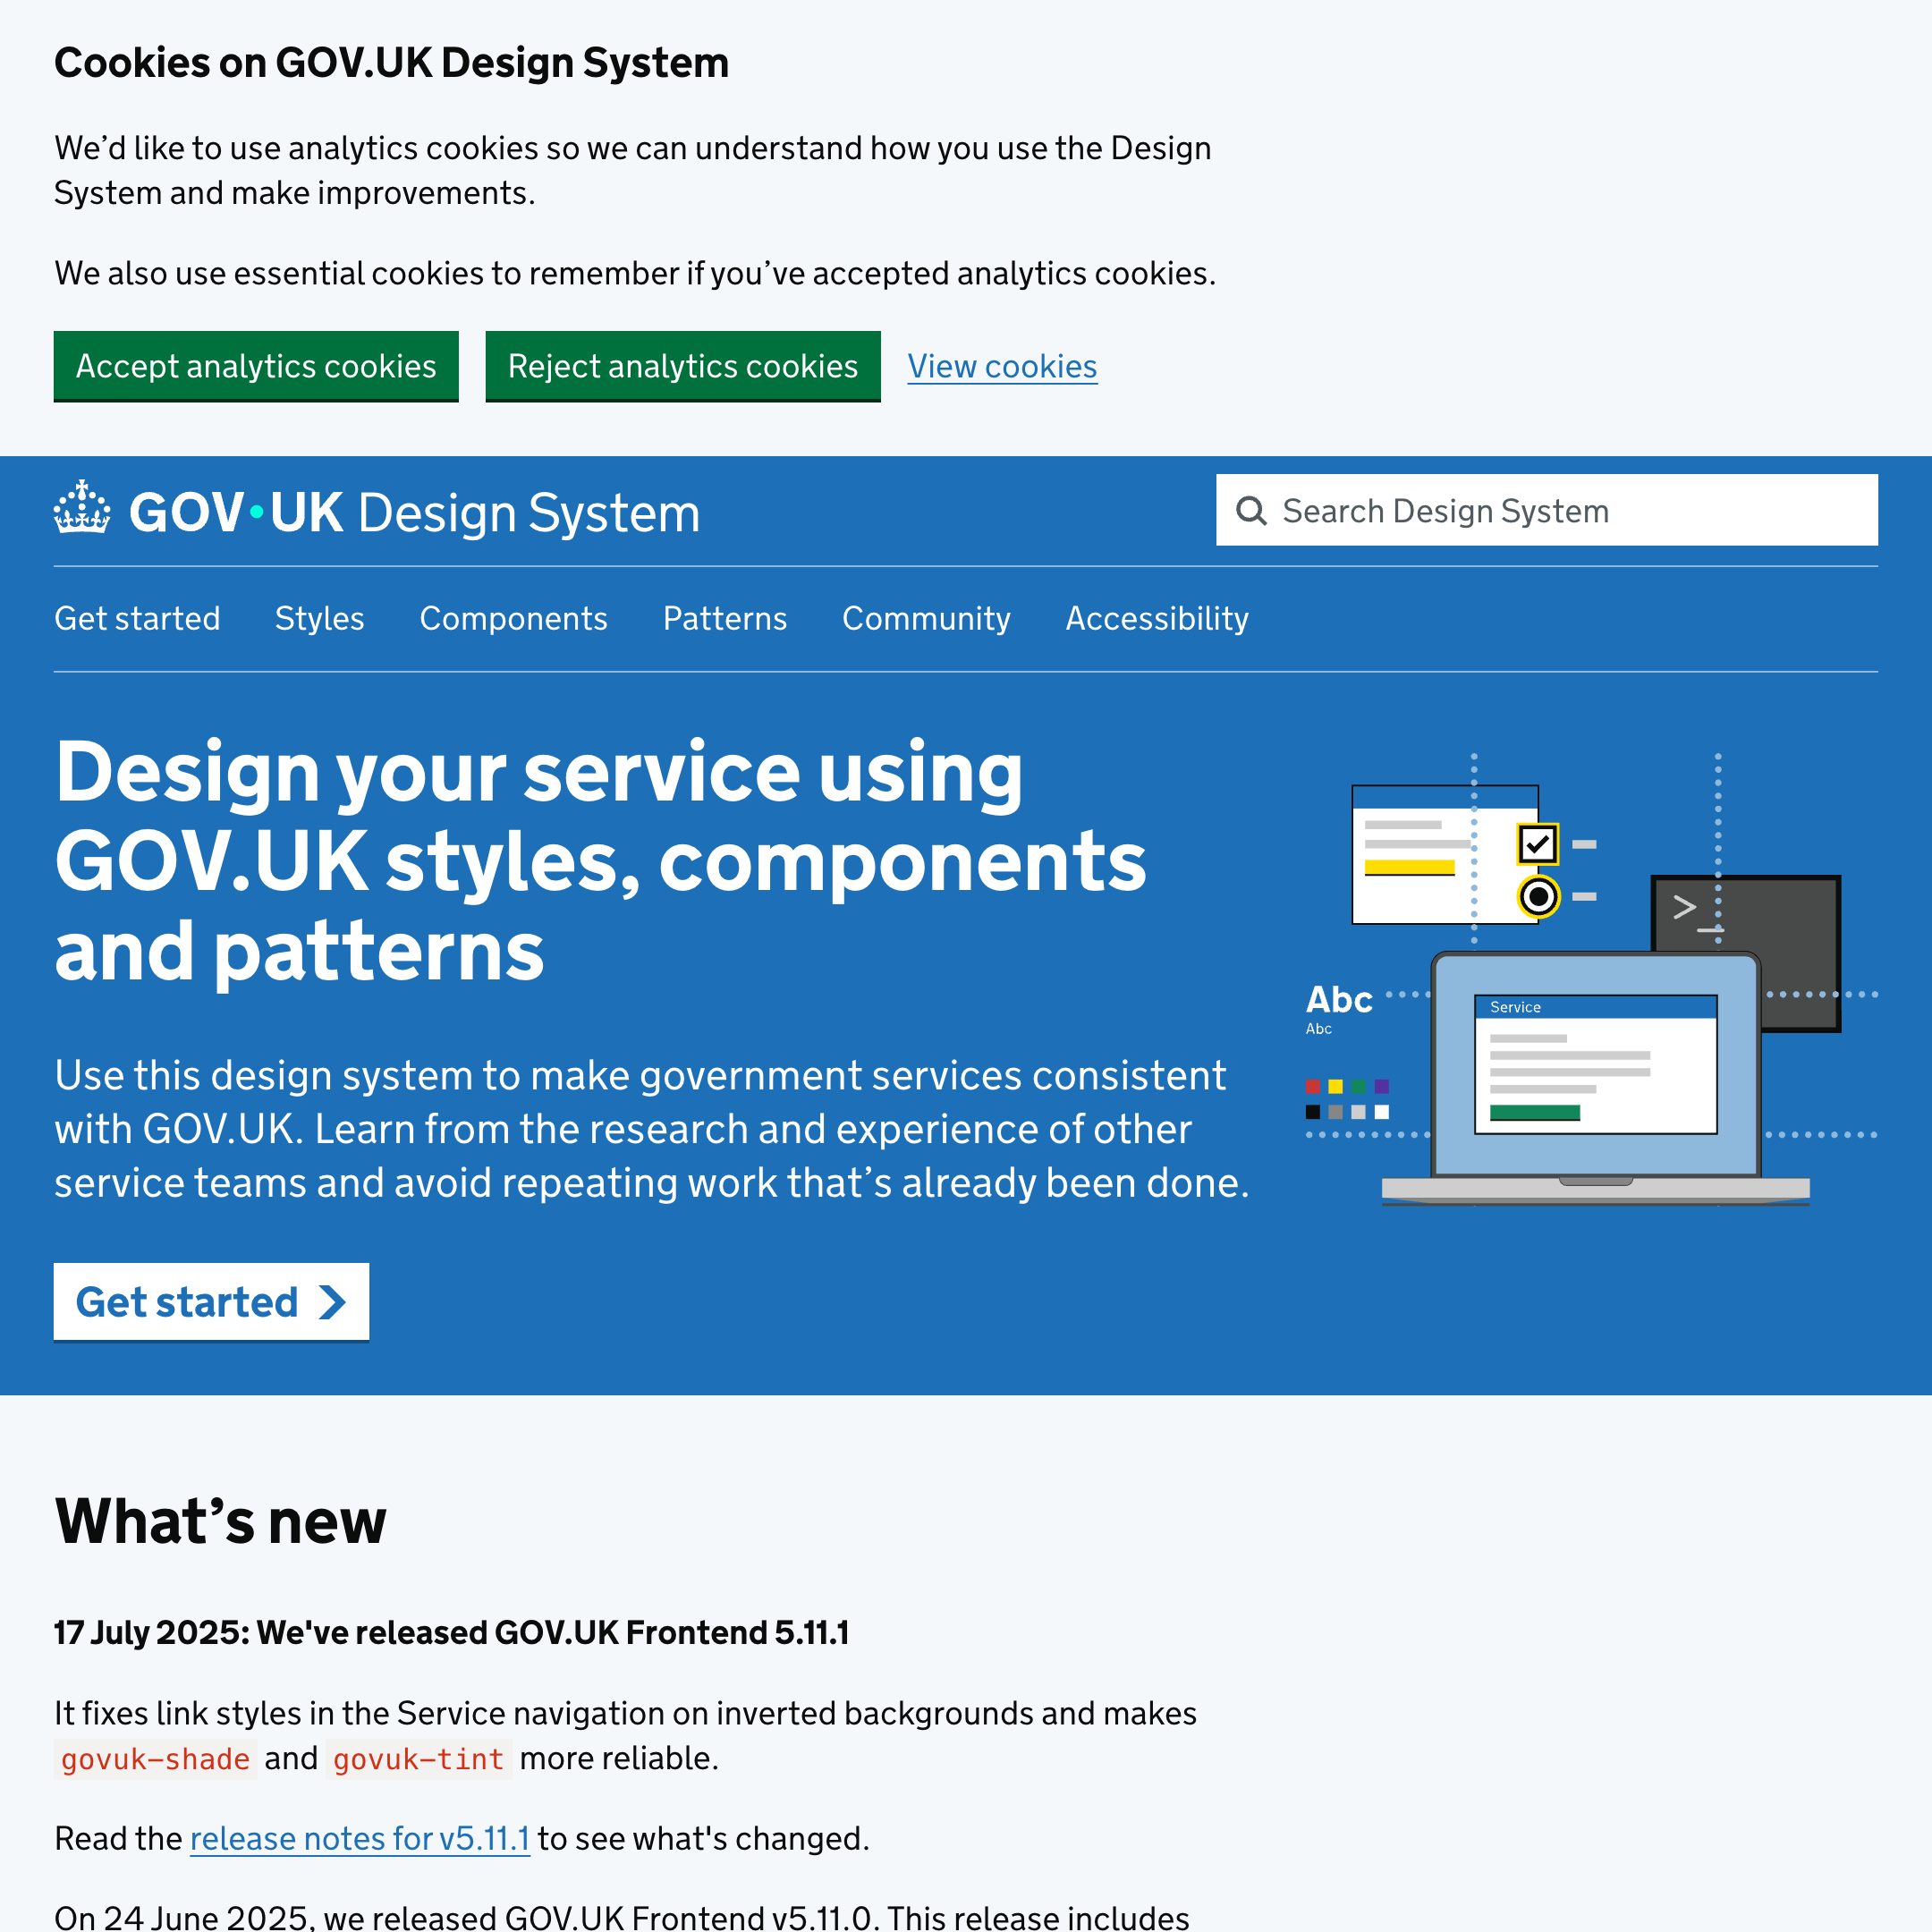 Cookies on GOV.UK Design System
We’d like to use analytics cookies so we can understand how you use the Design
System and make improvements.
We also use essential cookies to remember if you’ve accepted analytics cookies.
Accept analytics cookies
Reject analytics cookies
View cookies
GOV·UK Design System
Search Design System
Get started
Styles
Components
Patterns
Community
Accessibility
Design your service using
GOV.UK styles, components
and patterns
Use this design system to make government services consistent
with GOV.UK. Learn from the research and experience of other
service teams and avoid repeating work that’s already been done.
Get started
>_
Abc
Abc
Service
What’s new
17 July 2025: We've released GOV.UK Frontend 5.11.1
It fixes link styles in the Service navigation on inverted backgrounds and makes
govuk-shade and govuk-tint more reliable.
Read the release notes for v5.11.1 to see what's changed.
On 24 June 2025, we released GOV.UK Frontend v5.11.0. This release includes